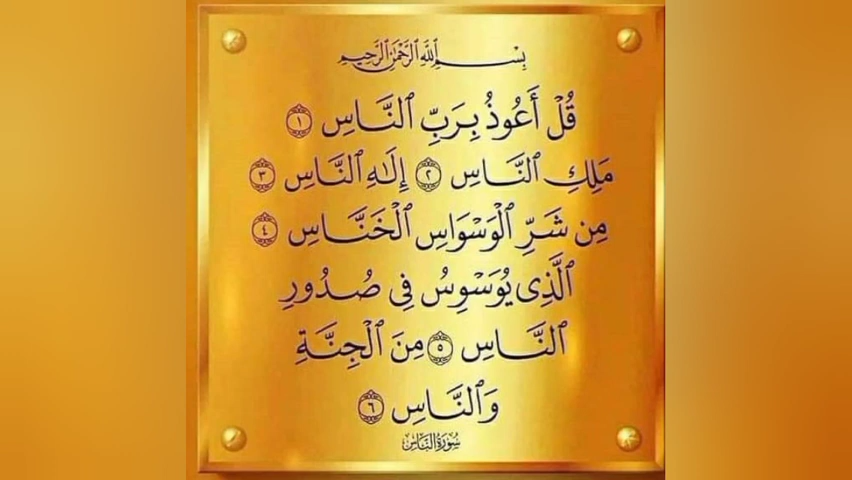 بِسْمِ ٱللَّهِ ٱلرَّحْمَٰنِ ٱلرَّحِيمِ
قُلْ أَعُوذُ بِرَبِّ ٱلنَّاسِ ١
مَلِكِ ٱلنَّاسِ ٢ إِلَٰهِ ٱلنَّاسِ ٣
مِن شَرِّ ٱلْوَسْوَاسِ ٱلْخَنَّاسِ ٤
ٱلَّذِى يُوَسْوِسُ فِى صُدُورِ
ٱلنَّاسِ ٥ مِنَ ٱلْجِنَّةِ
وَٱلنَّاسِ ٦
سُورَةُ النَّاسِ